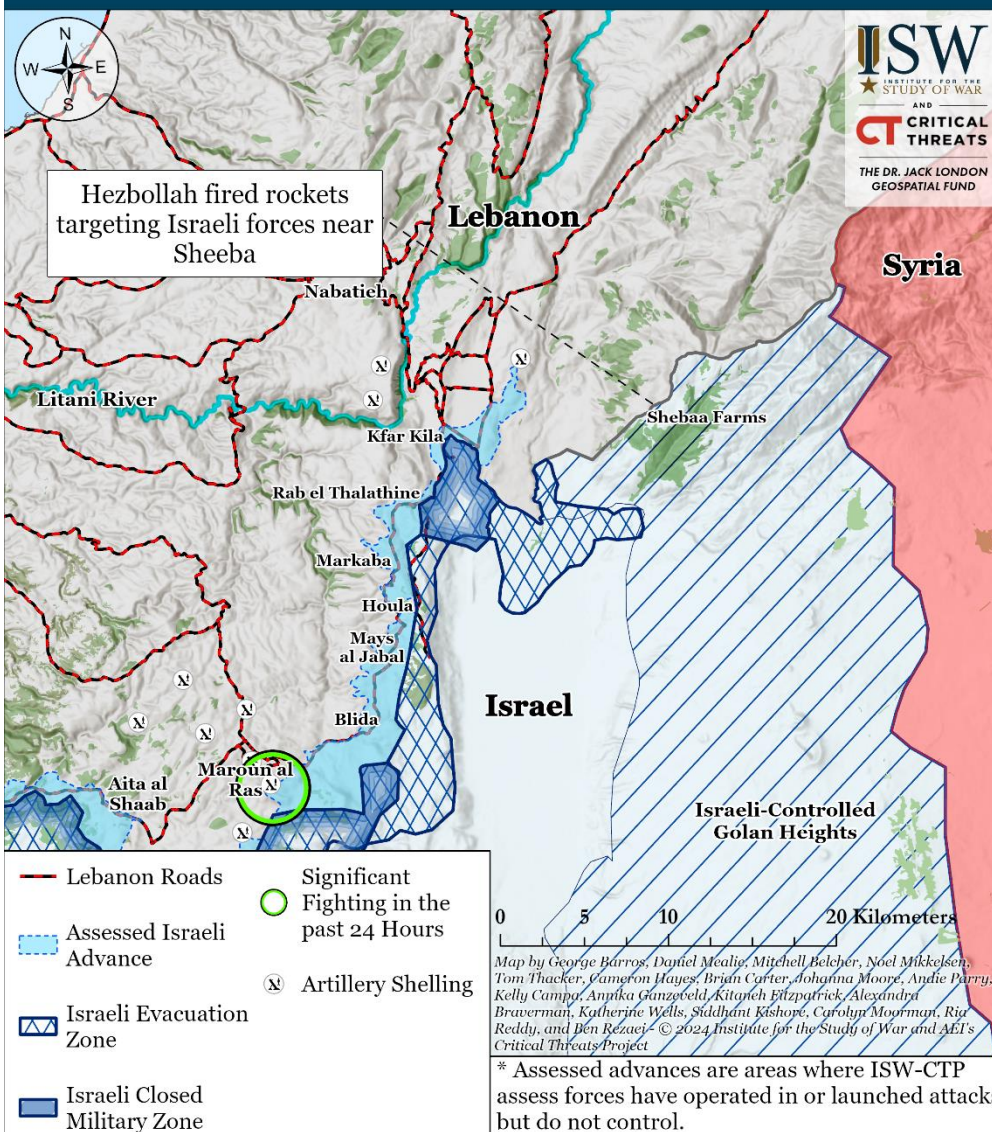 N
W
E
S
ISW
INSTITUTE FOR THE
STUDY OF WAR
AND
CT CRITICAL
THREATS
THE DR. JACK LONDON
GEOSPATIAL FUND
Hezbollah fired rockets
targeting Israeli forces near
Sheeba
Lebanon
Syria
Nabatieh
Litani River
Shebaa Farms
Kfar Kila
Rab el Thalathine
Markaba
Houla
Mays
al Jabal
Israel
Blida
Maroun al
Ras
Aita al
Shaab
Israeli-Controlled
Golan Heights
Lebanon Roads
Assessed Israeli
Advance
Israeli Evacuation
Zone
Israeli Closed
Military Zone
Significant
Fighting in the
past 24 Hours
Artillery Shelling
0 5 10 20 Kilometers
Map by George Barros, Daniel Mealie, Mitchell Belcher, Noel Mikkelsen,
Tom Thacker, Cameron Hayes, Brian Carter, Johanna Moore, Andie Parry,
Kelly Campa, Annika Ganzeveld, Kitaneh Fitzpatrick, Alexandra
Braverman, Katherine Wells, Siddhant Kishore, Carolyn Moorman, Ria
Reddy, and Ben Rezaei - © 2024 Institute for the Study of War and AEI's
Critical Threats Project
* Assessed advances are areas where ISW-CTP
assess forces have operated in or launched attacks
but do not control.